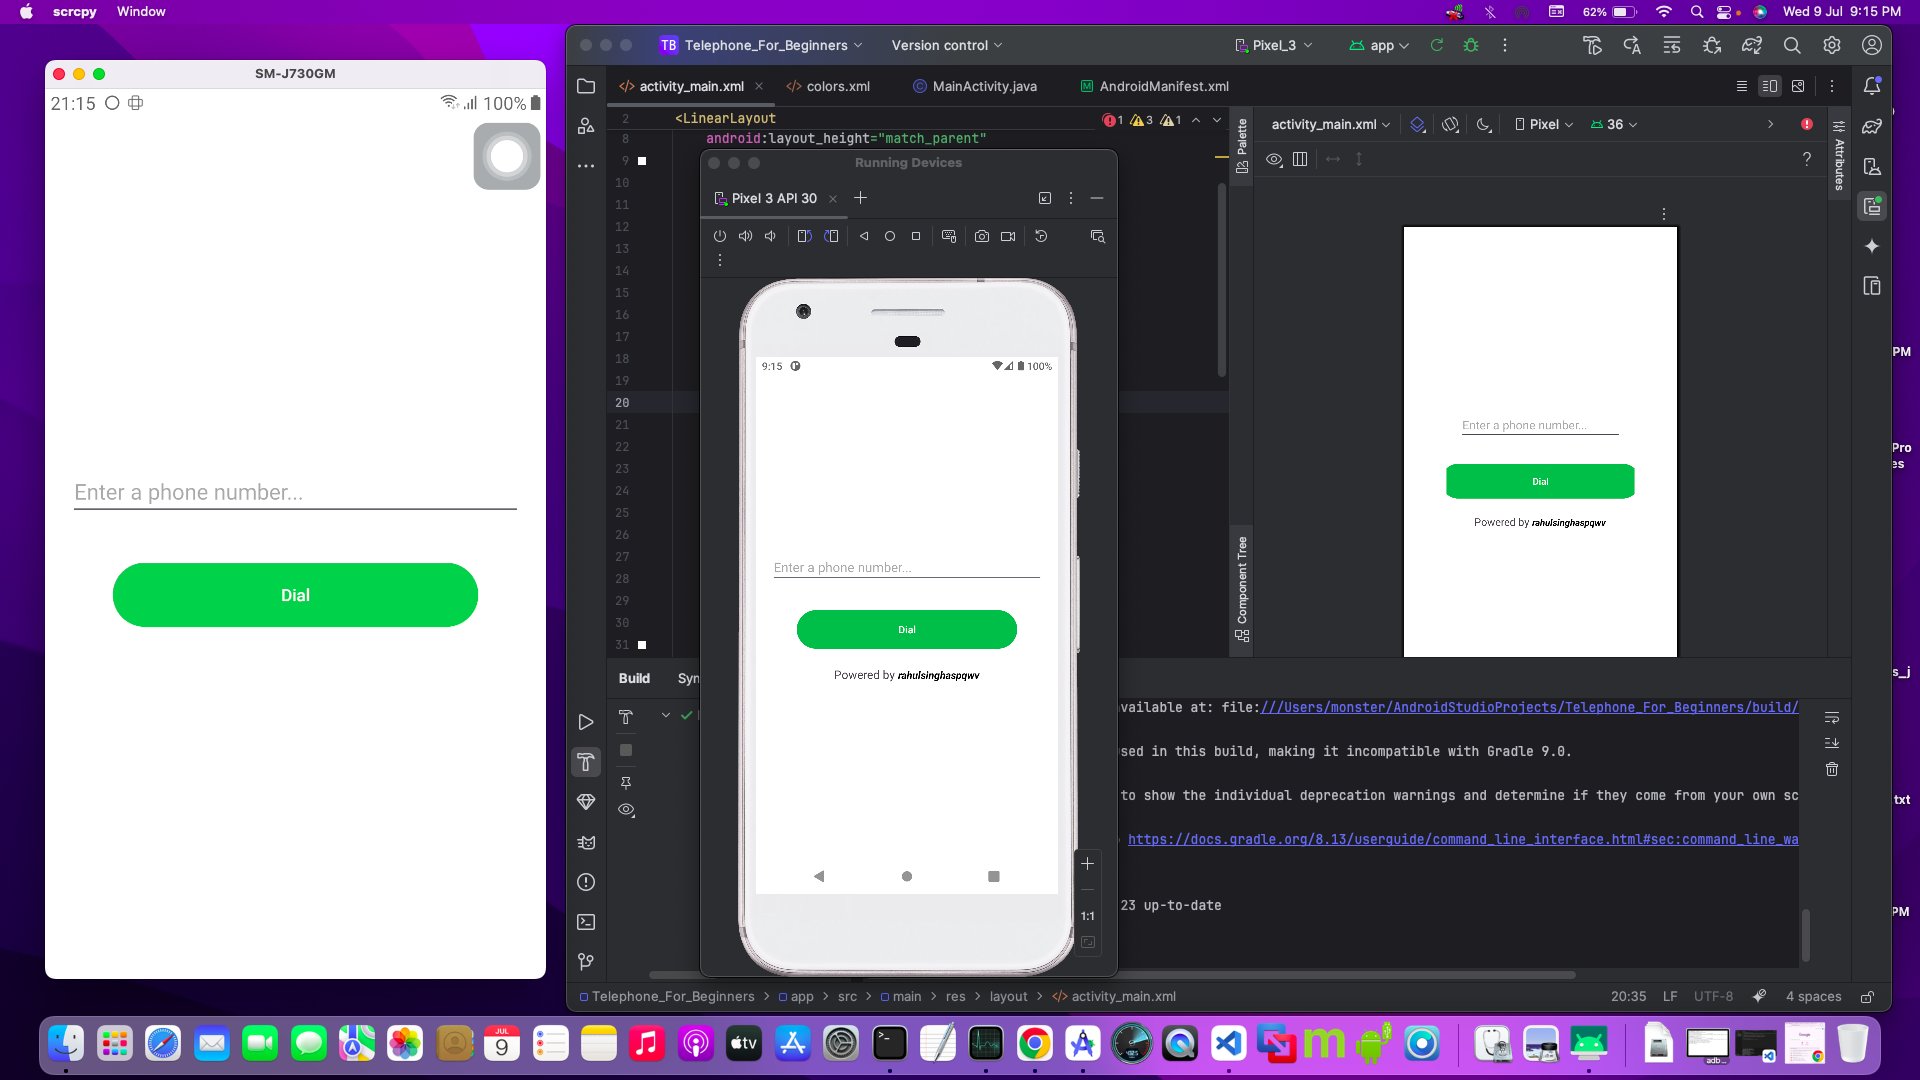 scrcpy Window
62% Wed 9 Jul 9:15 PM
SM-J730GM
21:15 100%
Enter a phone number...
Dial
TB Telephone_For_Beginners Version control Pixel_3 app
activity_main.xml colors.xml MainActivity.java AndroidManifest.xml
2 <LinearLayout 1 3 1
8 android:layout_height="match_parent"
9
10
11
12
13
14
15
16
17
18
19
20
21
22
23
24
25
26
27
28
29
30
31
Running Devices
Pixel 3 API 30
9:15 100%
Enter a phone number...
Dial
Powered by rahulsinghaspqwv
1:1
Palette
Component Tree
activity_main.xml Pixel 36
Attributes
?
Enter a phone number...
Dial
Powered by rahulsinghaspqwv
Build Syn
vailable at: file:///Users/monster/AndroidStudioProjects/Telephone_For_Beginners/build/
sed in this build, making it incompatible with Gradle 9.0.
to show the individual deprecation warnings and determine if they come from your own sc
https://docs.gradle.org/8.13/userguide/command_line_interface.html#sec:command_line_wa
23 up-to-date
Telephone_For_Beginners > app > src > main > res > layout > activity_main.xml
20:35 LF UTF-8 4 spaces
PM
Pro
es
s_j
txt
PM
JUL
9
tv
m
adb